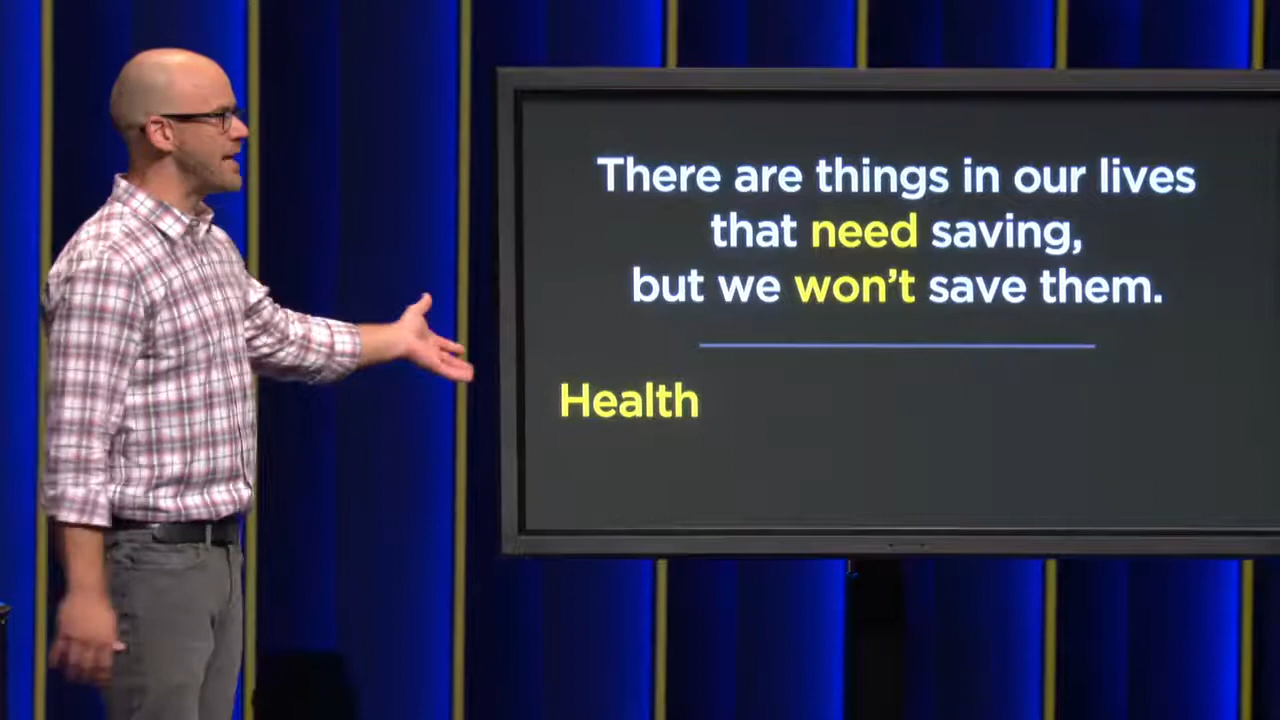 There are things in our lives
that need saving,
but we won't save them.
Health